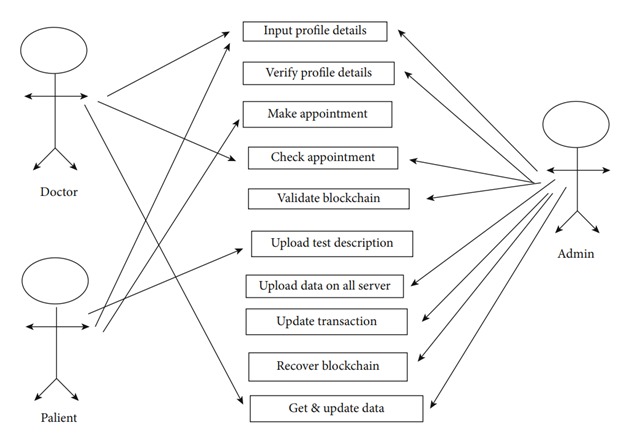 Input profile details
Verify profile details
Make appointment
Check appointment
Doctor
Validate blockchain
Upload test description
Admin
Upload data on all server
Update transaction
Recover blockchain
Get & update data
Palient